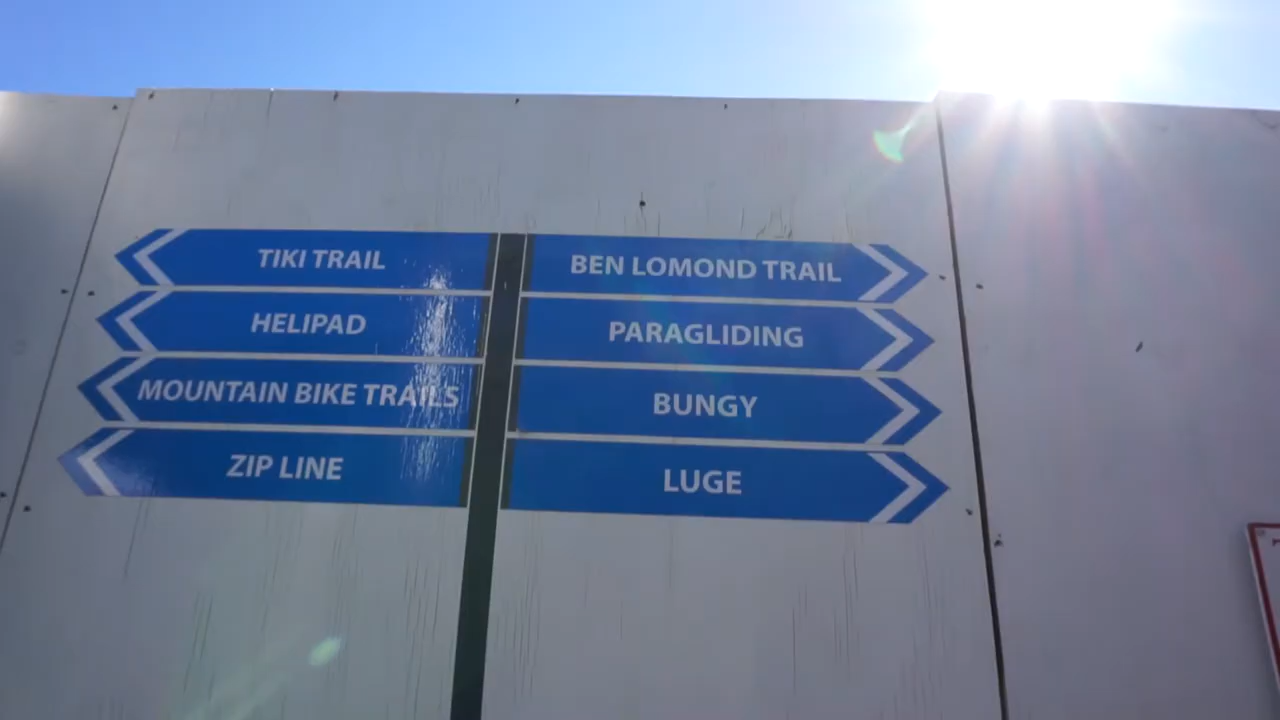 TIKI TRAIL
HELIPAD
MOUNTAIN BIKE TRAILS
ZIP LINE
BEN LOMOND TRAIL
PARAGLIDING
BUNGY
LUGE